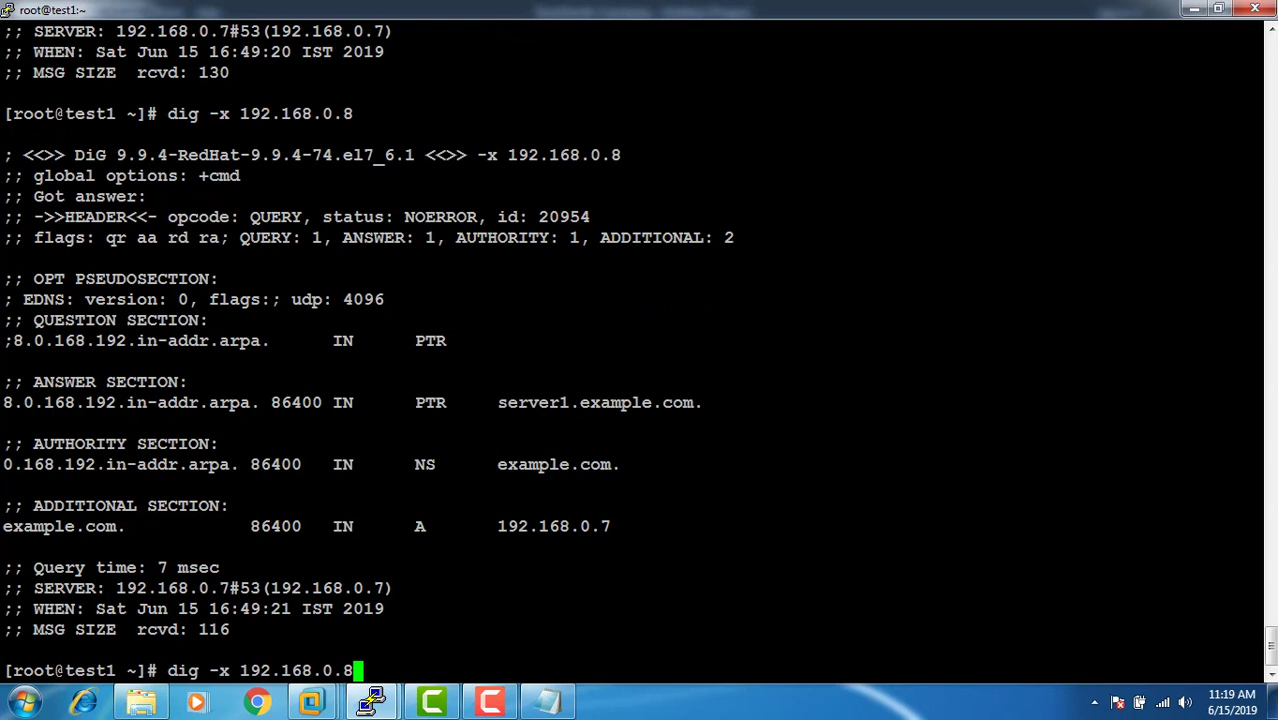 root@test1:~
;; SERVER: 192.168.0.7#53(192.168.0.7)
;; WHEN: Sat Jun 15 16:49:20 IST 2019
;; MSG SIZE  rcvd: 130
[root@test1 ~]# dig -x 192.168.0.8
; <<>> DiG 9.9.4-RedHat-9.9.4-74.el7_6.1 <<>> -x 192.168.0.8
;; global options: +cmd
;; Got answer:
;; ->>HEADER<<- opcode: QUERY, status: NOERROR, id: 20954
;; flags: qr aa rd ra; QUERY: 1, ANSWER: 1, AUTHORITY: 1, ADDITIONAL: 2
;; OPT PSEUDOSECTION:
; EDNS: version: 0, flags:; udp: 4096
;; QUESTION SECTION:
;8.0.168.192.in-addr.arpa. IN PTR
;; ANSWER SECTION:
8.0.168.192.in-addr.arpa. 86400 IN PTR server1.example.com.
;; AUTHORITY SECTION:
0.168.192.in-addr.arpa. 86400 IN NS example.com.
;; ADDITIONAL SECTION:
example.com. 86400 IN A 192.168.0.7
;; Query time: 7 msec
;; SERVER: 192.168.0.7#53(192.168.0.7)
;; WHEN: Sat Jun 15 16:49:21 IST 2019
;; MSG SIZE  rcvd: 116
[root@test1 ~]# dig -x 192.168.0.8
11:19 AM
6/15/2019